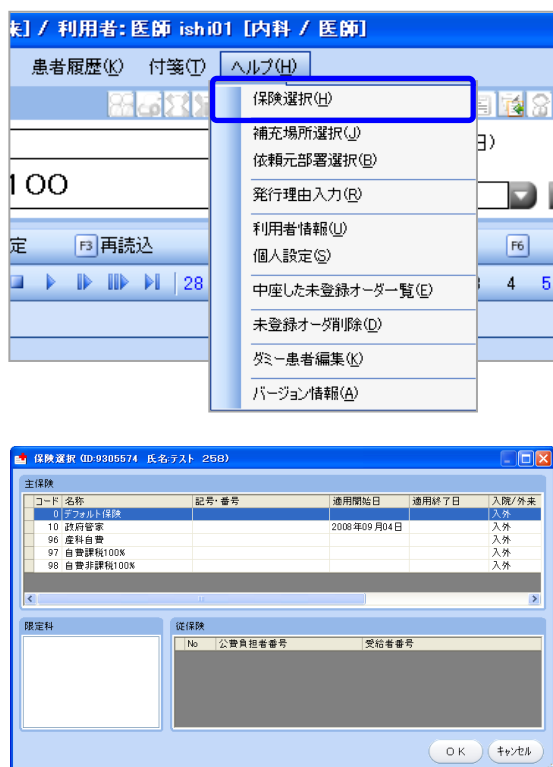 来] / 利用者: 医師 ishi01 [内科 / 医師]
患者履歴(K) 付箋(T) ヘルプ(H)
保険選択(H)
補充場所選択(J)
日)
依頼元部署選択(B)
100
発行理由入力(R)
利用者情報(U)
定 F3 再読込 F6
個人設定(S)
28 中座した未登録オーダ一覧(E) 4 5
未登録オーダ削除(D)
ダミー患者編集(K)
バージョン情報(A)
保険選択 (ID:9305574 氏名:テスト 258)
主保険
コード 名称 記号・番号 適用開始日 適用終了日 入院/外来
0 デフォルト保険 入外
10 政府管掌 2008年09月04日 入外
96 産科自費 入外
97 自費課税100% 入外
98 自費非課税100% 入外
限定科 従保険
No 公費負担者番号 受給者番号
OK キャンセル